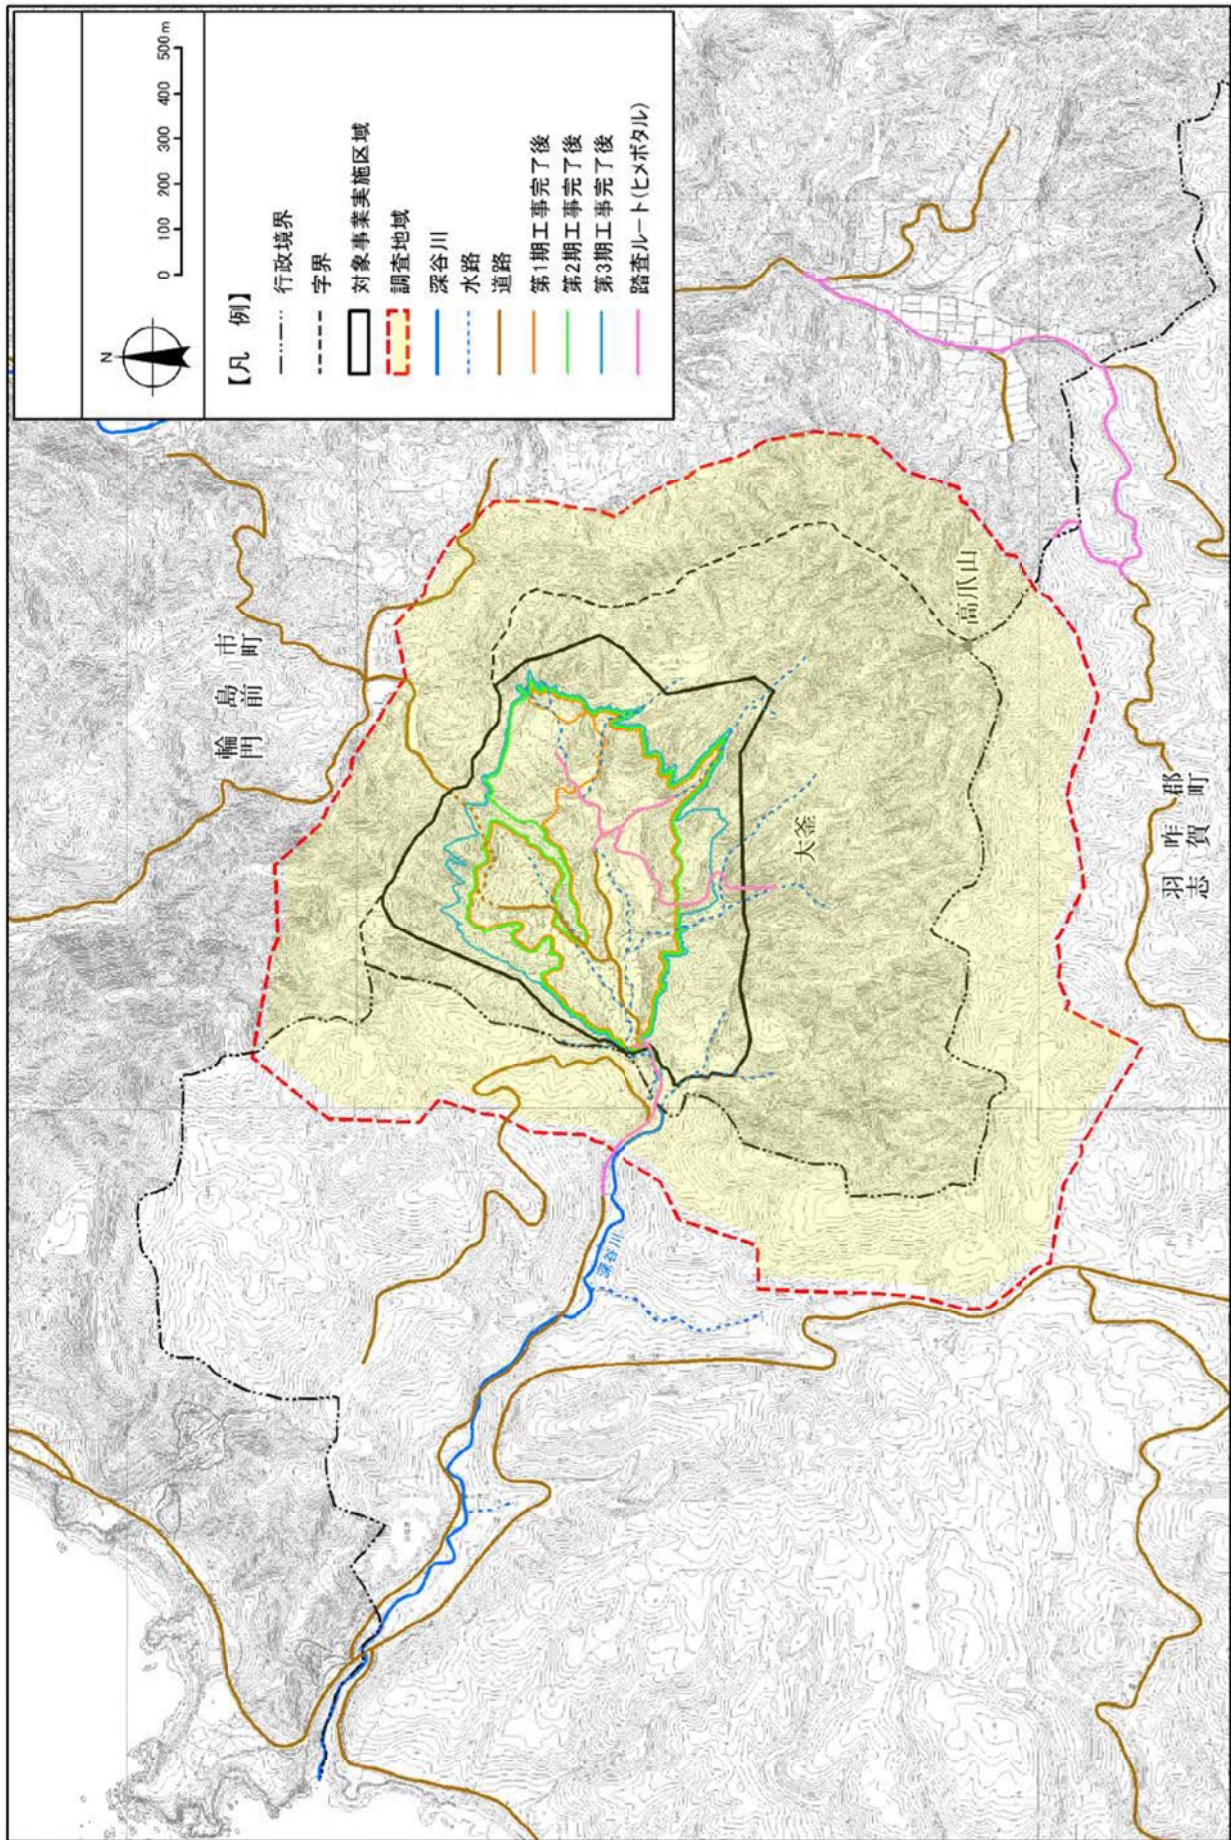 N
0 100 200 300 400 500m
【凡 例】
行政境界
字界
対象事業実施区域
調査地域
深谷川
水路
道路
第1期工事完了後
第2期工事完了後
第3期工事完了後
踏査ルート(ヒメボタル)
輪島市
門前町
大釜
高爪山
羽咋郡
志賀町
深谷川